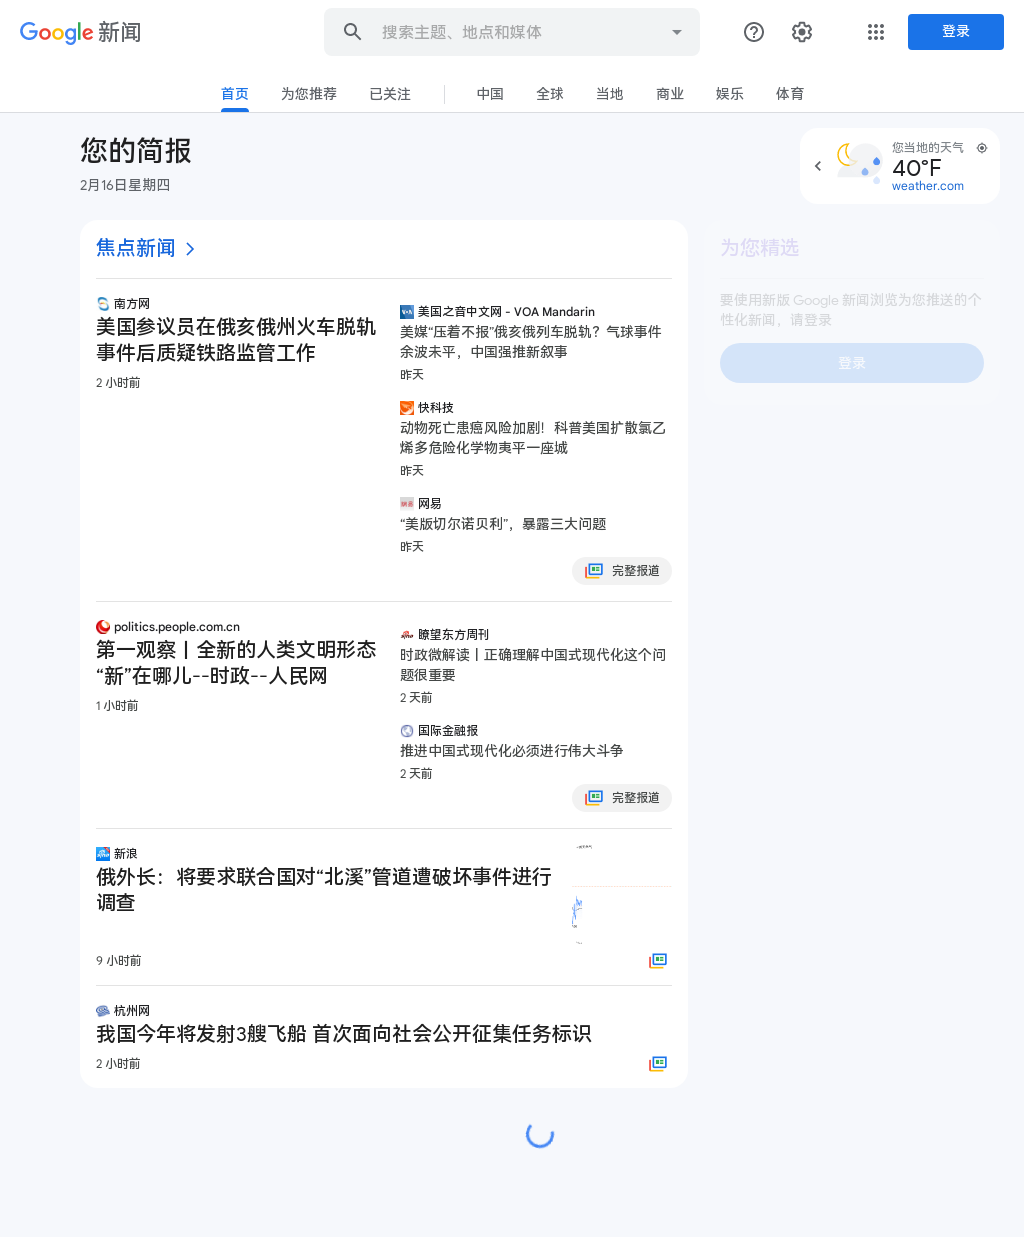 Google 新闻
搜索主题、地点和媒体
登录
首页
为您推荐
已关注
中国
全球
当地
商业
娱乐
体育
您的简报
2月16日星期四
您当地的天气
40°F
weather.com
焦点新闻
南方网
美国参议员在俄亥俄州火车脱轨
事件后质疑铁路监管工作
2 小时前
美国之音中文网 - VOA Mandarin
美媒“压着不报”俄亥俄列车脱轨？气球事件
余波未平，中国强推新叙事
昨天
快科技
动物死亡患癌风险加剧！科普美国扩散氯乙
烯多危险化学物夷平一座城
昨天
网易
“美版切尔诺贝利”，暴露三大问题
昨天
完整报道
politics.people.com.cn
第一观察丨全新的人类文明形态
“新”在哪儿--时政--人民网
1 小时前
瞭望东方周刊
时政微解读丨正确理解中国式现代化这个问
题很重要
2 天前
国际金融报
推进中国式现代化必须进行伟大斗争
2 天前
完整报道
新浪
俄外长：将要求联合国对“北溪”管道遭破坏事件进行
调查
9 小时前
杭州网
我国今年将发射3艘飞船 首次面向社会公开征集任务标识
2 小时前
为您精选
要使用新版 Google 新闻浏览为您推送的个
性化新闻，请登录
登录